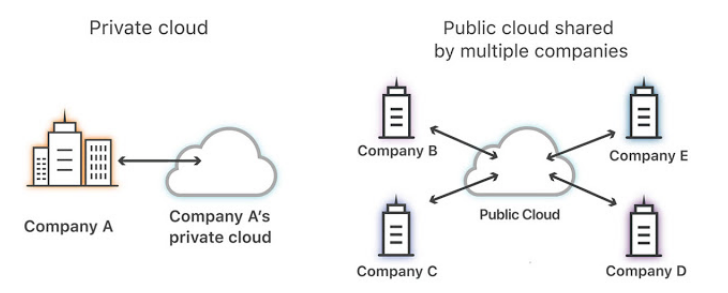 Private cloud
Company A
Company A's
private cloud
Public cloud shared
by multiple companies
Company B
Company E
Public Cloud
Company C
Company D